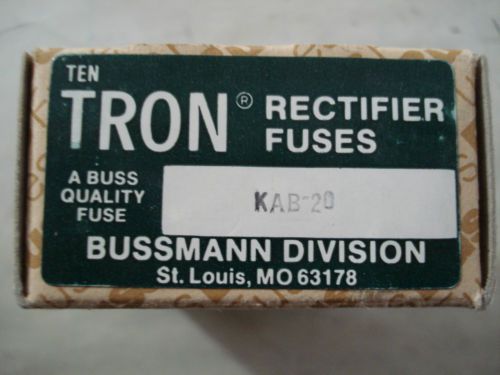 TEN
TRON® RECTIFIER
FUSES
A BUSS
QUALITY
FUSE
KAB-20
BUSSMANN DIVISION
St. Louis, MO 63178